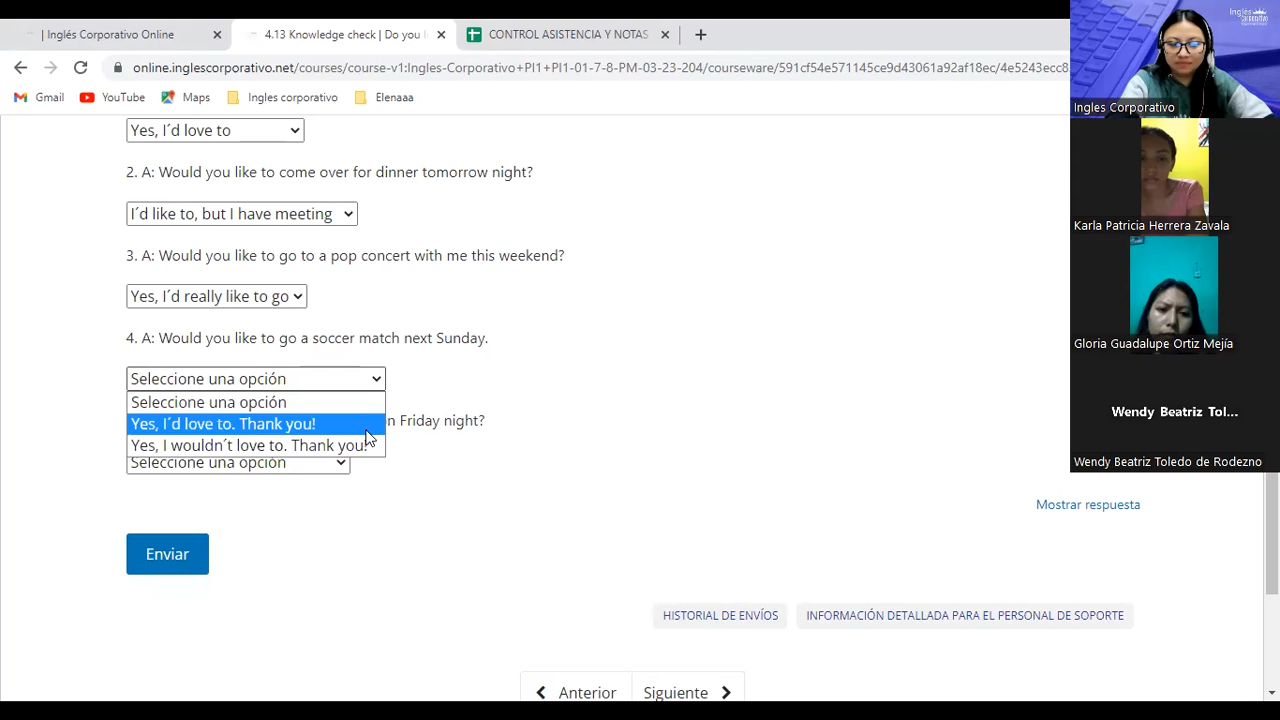 | Inglés Corporativo Online
4.13 Knowledge check | Do you l
CONTROL ASISTENCIA Y NOTAS
online.inglescorporativo.net/courses/course-v1:Ingles-Corporativo+PI1+PI1-01-7-8-PM-03-23-204/courseware/591cf54e571145ce9d43061a92af18ec/4e5243ecc8
Gmail
YouTube
Maps
Ingles corporativo
Elenaaa
Yes, I´d love to
2. A: Would you like to come over for dinner tomorrow night?
I´d like to, but I have meeting
3. A: Would you like to go to a pop concert with me this weekend?
Yes, I´d really like to go
4. A: Would you like to go a soccer match next Sunday.
Seleccione una opción
Seleccione una opción
Yes, I´d love to. Thank you!
n Friday night?
Yes, I wouldn´t love to. Thank you!
Seleccione una opción
Mostrar respuesta
Enviar
HISTORIAL DE ENVÍOS
INFORMACIÓN DETALLADA PARA EL PERSONAL DE SOPORTE
Anterior
Siguiente
Inglés
Corporativo
Ingles Corporativo
Karla Patricia Herrera Zavala
Gloria Guadalupe Ortiz Mejía
Wendy Beatriz Tol...
Wendy Beatriz Toledo de Rodezno